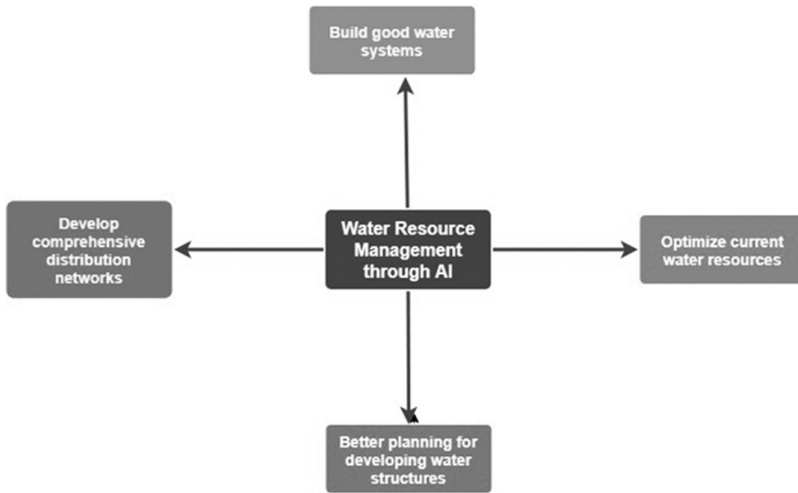 Build good water
systems
Develop
comprehensive
distribution
networks
Water Resource
Management
through AI
Optimize current
water resources
Better planning for
developing water
structures